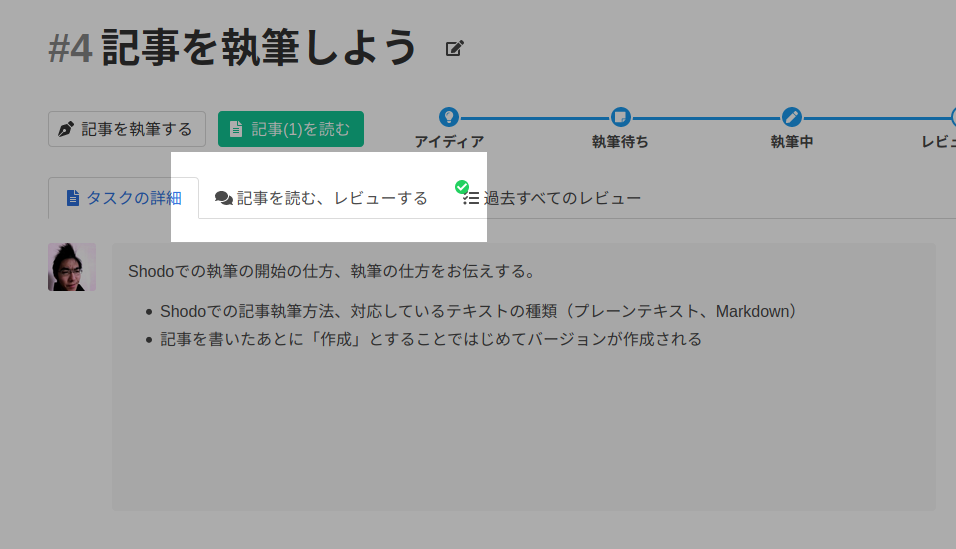 #4 記事を執筆しよう
記事を執筆する 記事(1)を読む
アイディア 執筆待ち 執筆中 レビュ
タスクの詳細 記事を読む、レビューする 過去すべてのレビュー
Shodoでの執筆の開始の仕方、執筆の仕方をお伝えする。
• Shodoでの記事執筆方法、対応しているテキストの種類（プレーンテキスト、Markdown）
• 記事を書いたあとに「作成」とすることではじめてバージョンが作成される